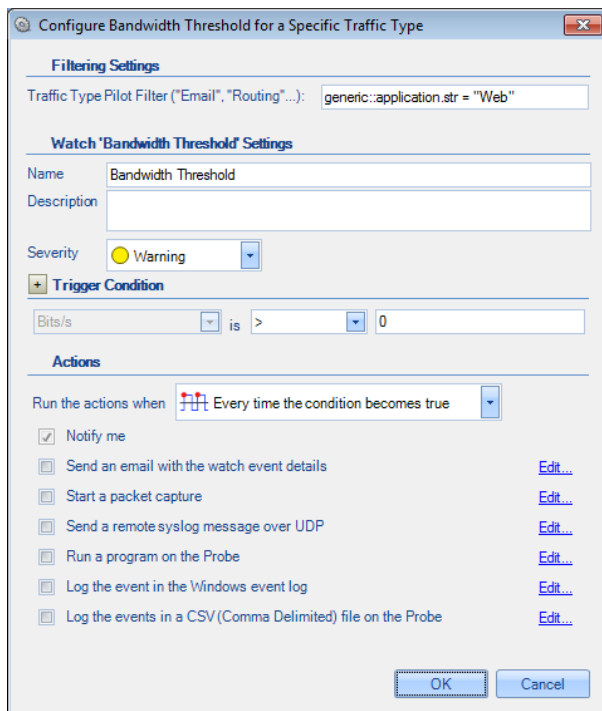 Configure Bandwidth Threshold for a Specific Traffic Type
Filtering Settings
Traffic Type Pilot Filter ("Email", "Routing"...): generic::application.str = "Web"
Watch 'Bandwidth Threshold' Settings
Name Bandwidth Threshold
Description
Severity Warning
+ Trigger Condition
Bits/s is > 0
Actions
Run the actions when Every time the condition becomes true
Notify me
Send an email with the watch event details Edit...
Start a packet capture Edit...
Send a remote syslog message over UDP Edit...
Run a program on the Probe Edit...
Log the event in the Windows event log Edit...
Log the events in a CSV (Comma Delimited) file on the Probe Edit...
OK Cancel